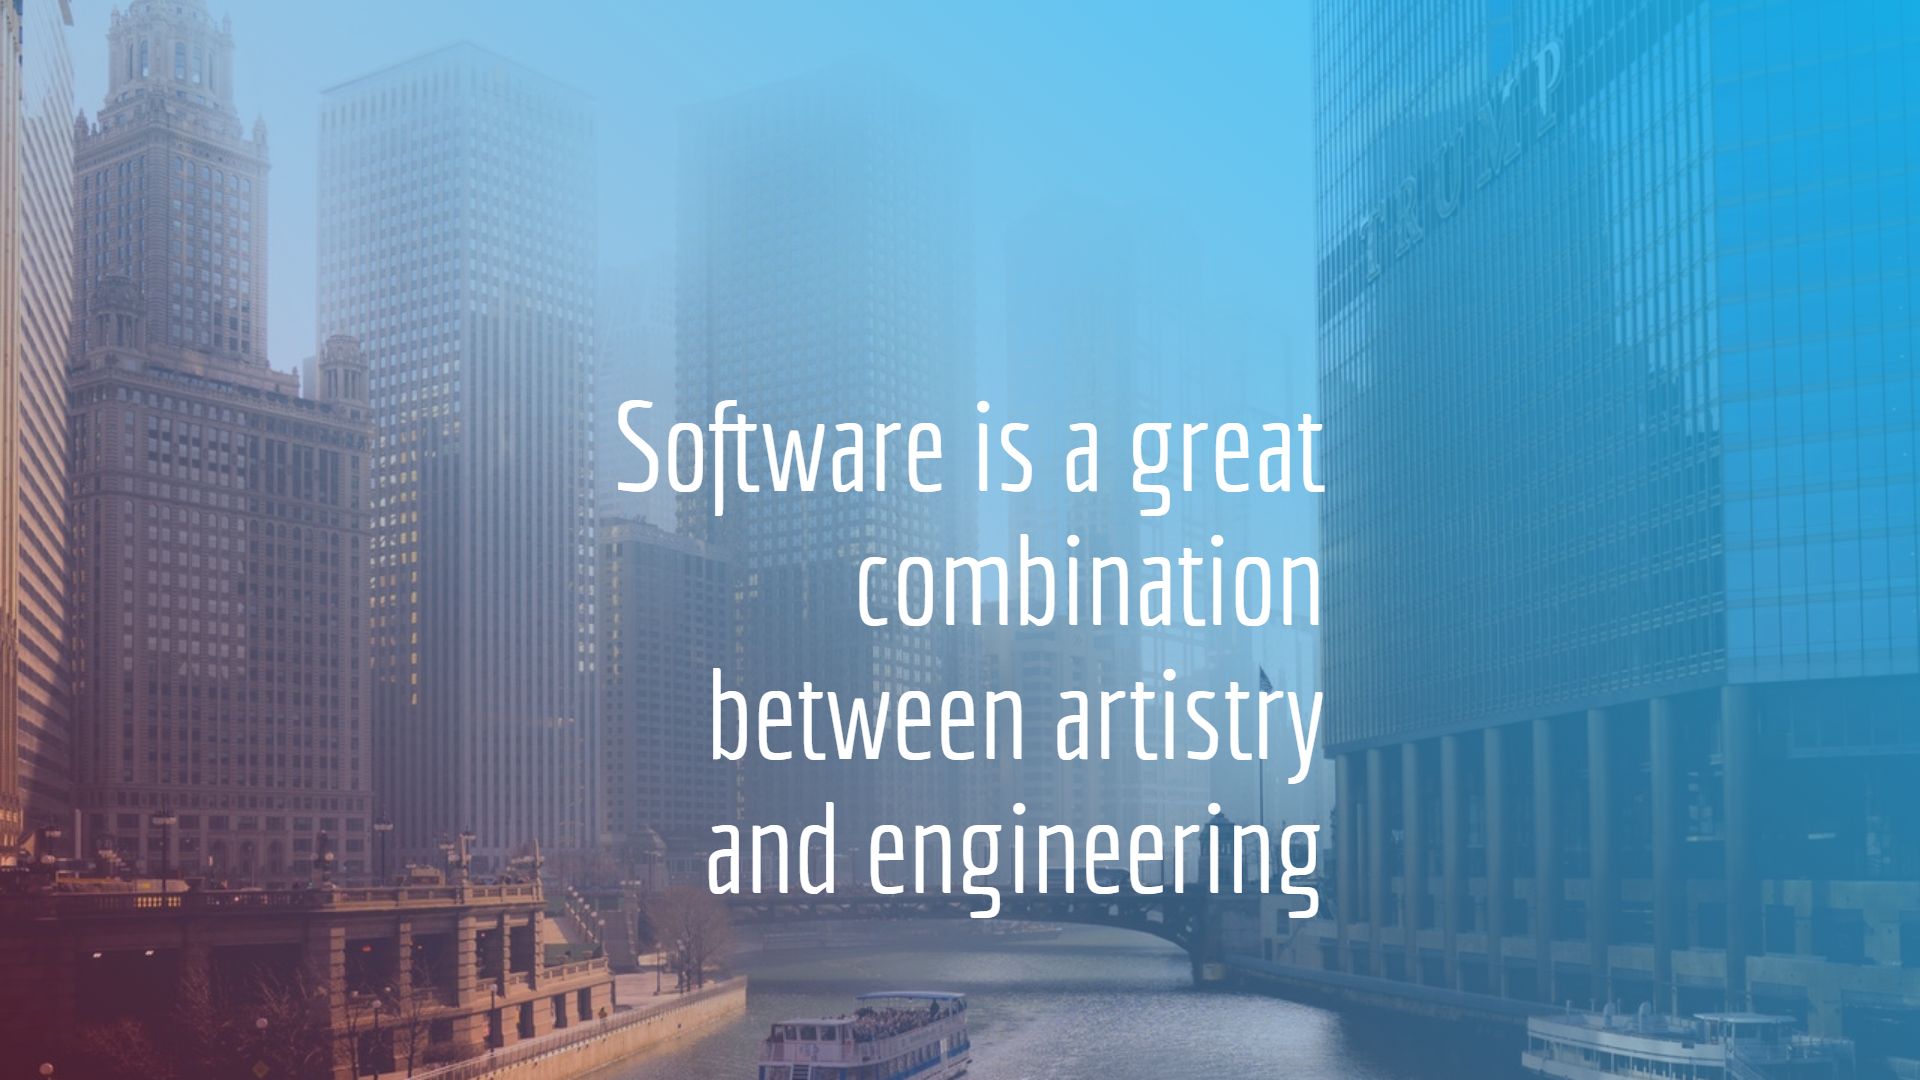 TRUMP
Software is a great
combination
between artistry
and engineering